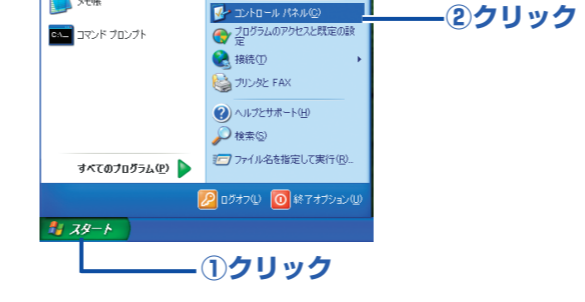 メモ帳
コマンド プロンプト
すべてのプログラム(P)
コントロール パネル(C)
プログラムのアクセスと既定の設
定
接続(T)
プリンタと FAX
ヘルプとサポート(H)
検索(S)
ファイル名を指定して実行(R)...
ログオフ(L)
終了オプション(U)
スタート
①クリック
②クリック